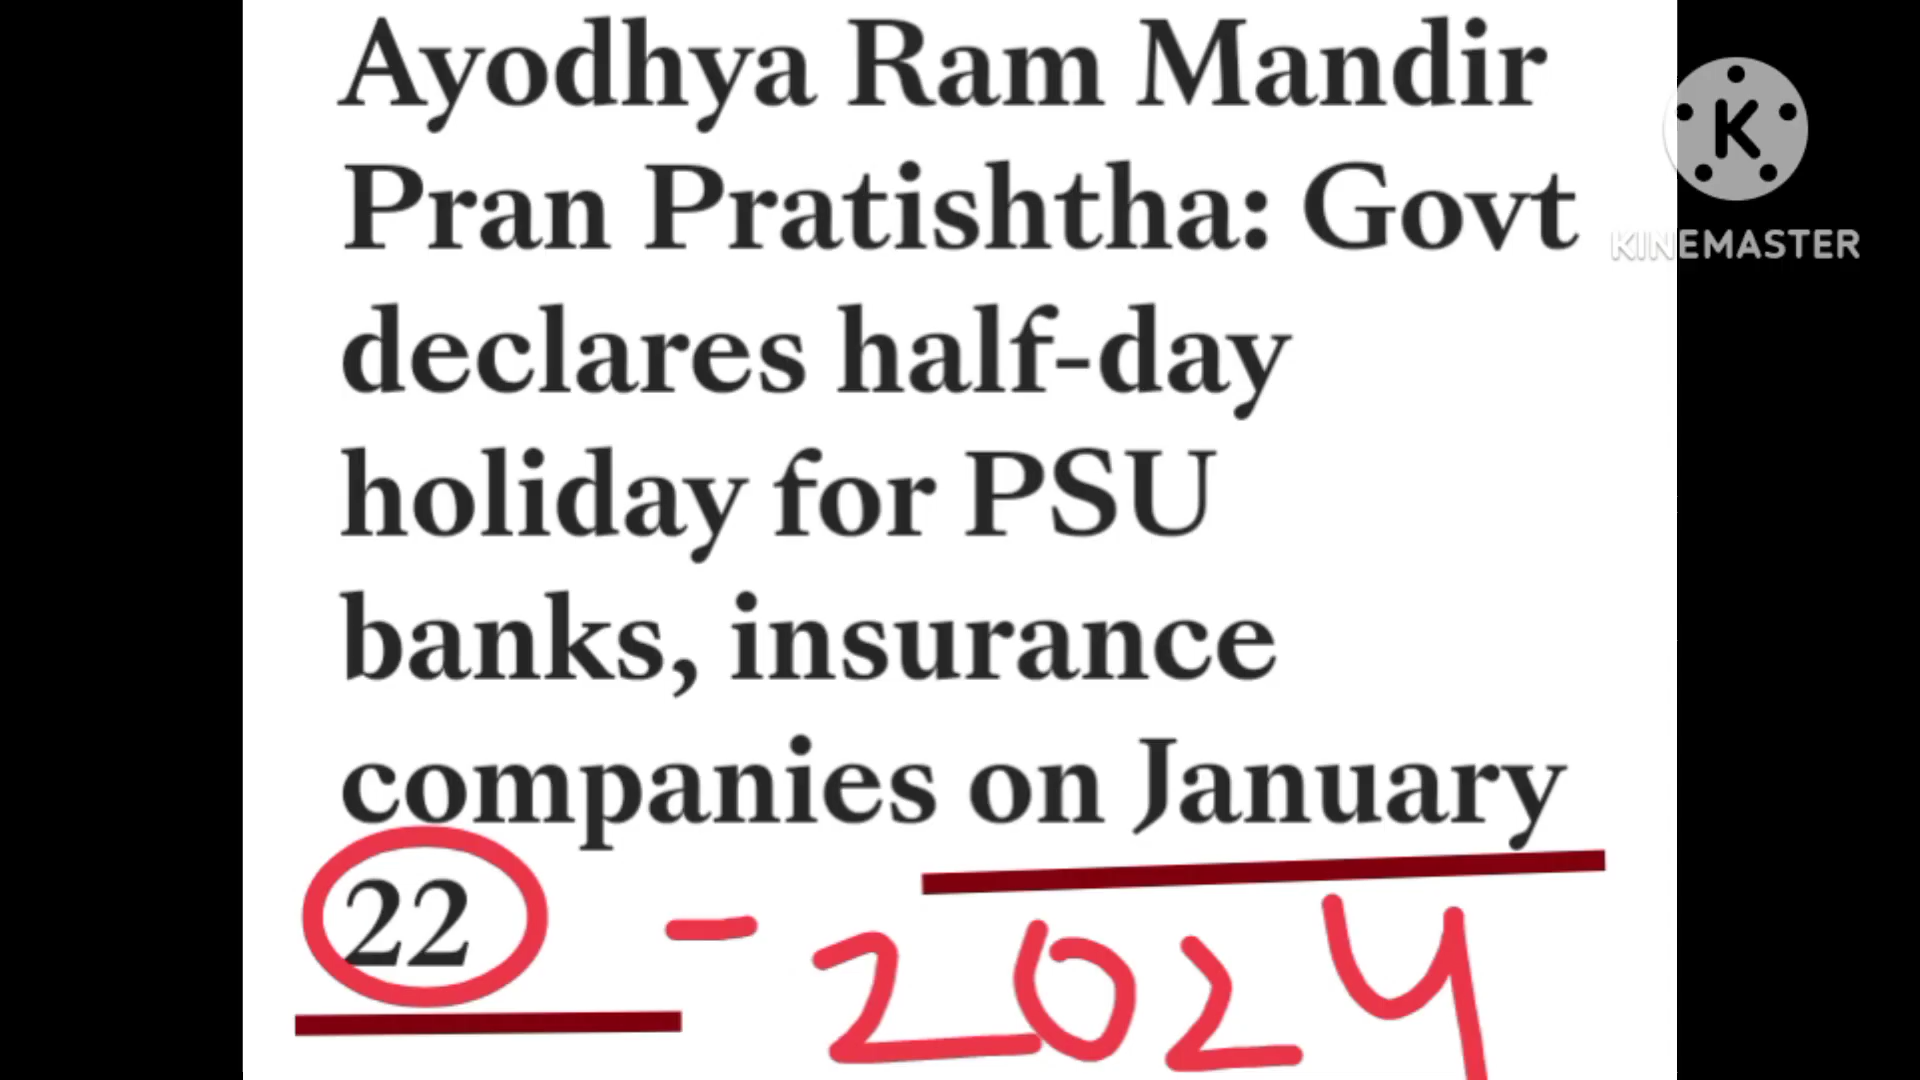 Ayodhya Ram Mandir
Pran Pratishtha: Govt
declares half-day
holiday for PSU
banks, insurance
companies on January
22 - 2024
K
KINEMASTER